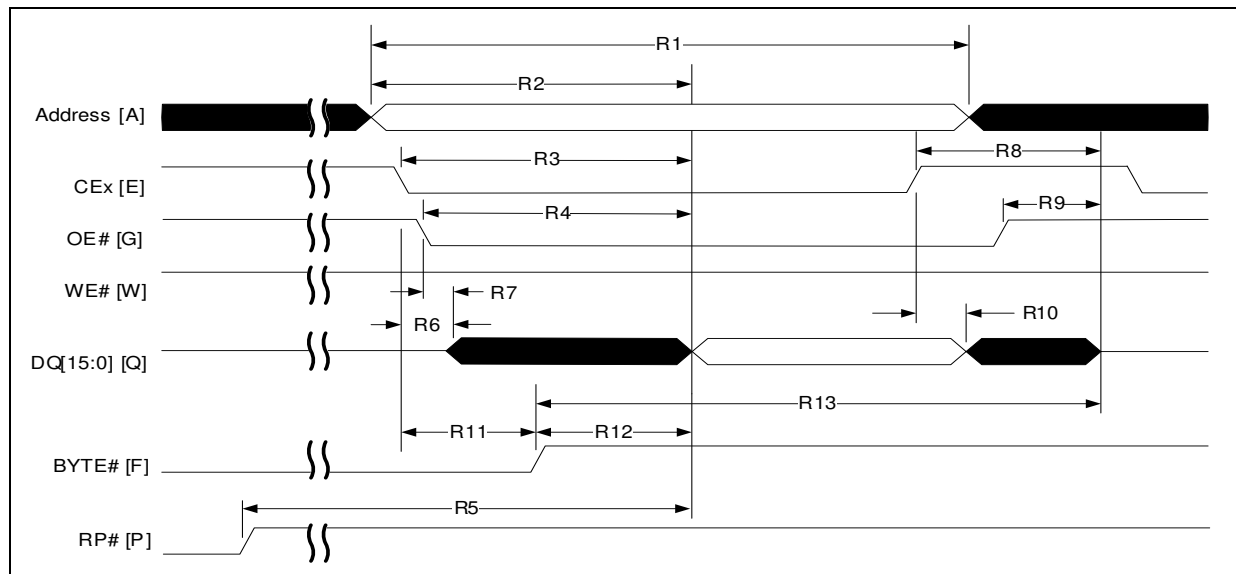 R1
R2
Address [A]
R3
R8
CEx [E]
R4
R9
OE# [G]
WE# [W]
R7
R6
R10
DQ[15:0] [Q]
R13
R11
R12
BYTE# [F]
R5
RP# [P]